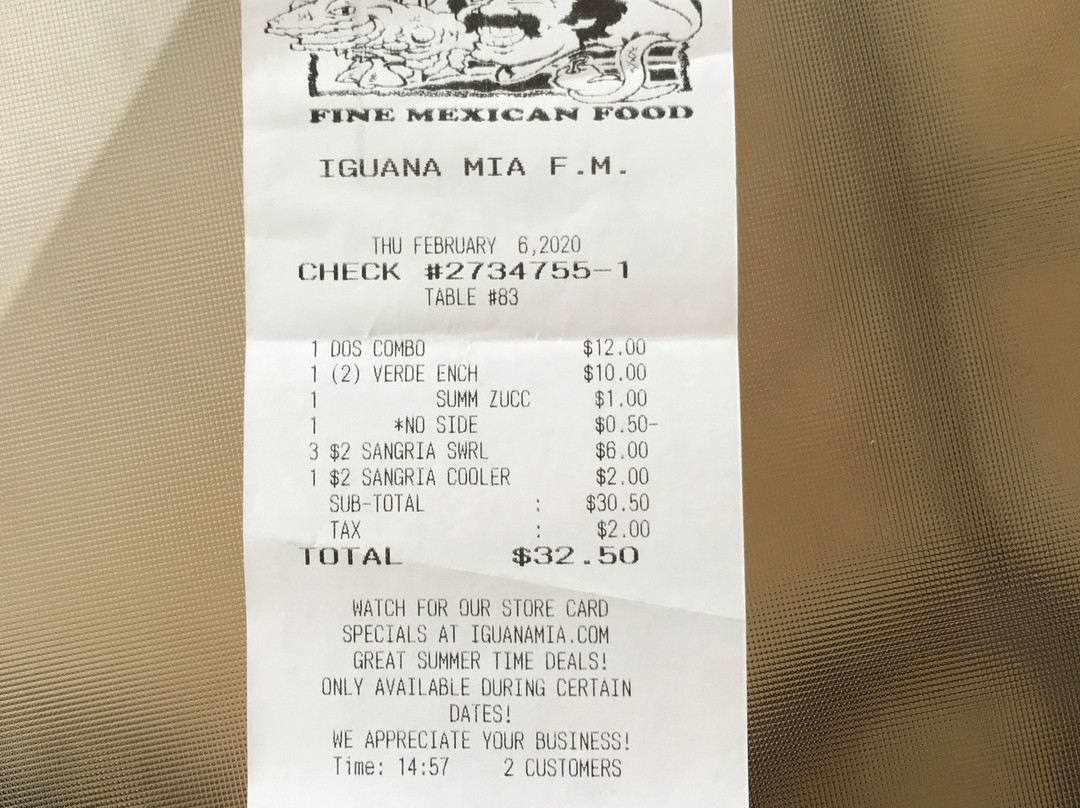 FINE MEXICAN FOOD
IGUANA MIA F.M.
THU FEBRUARY 6,2020
CHECK #2734755-1
TABLE #83
1 DOS COMBO $12.00
1 (2) VERDE ENCH $10.00
1 SUMM ZUCC $1.00
1 *NO SIDE $0.50-
3 $2 SANGRIA SWRL $6.00
1 $2 SANGRIA COOLER $2.00
SUB-TOTAL : $30.50
TAX : $2.00
TOTAL $32.50
WATCH FOR OUR STORE CARD
SPECIALS AT IGUANAMIA.COM
GREAT SUMMER TIME DEALS!
ONLY AVAILABLE DURING CERTAIN
DATES!
WE APPRECIATE YOUR BUSINESS!
Time: 14:57 2 CUSTOMERS